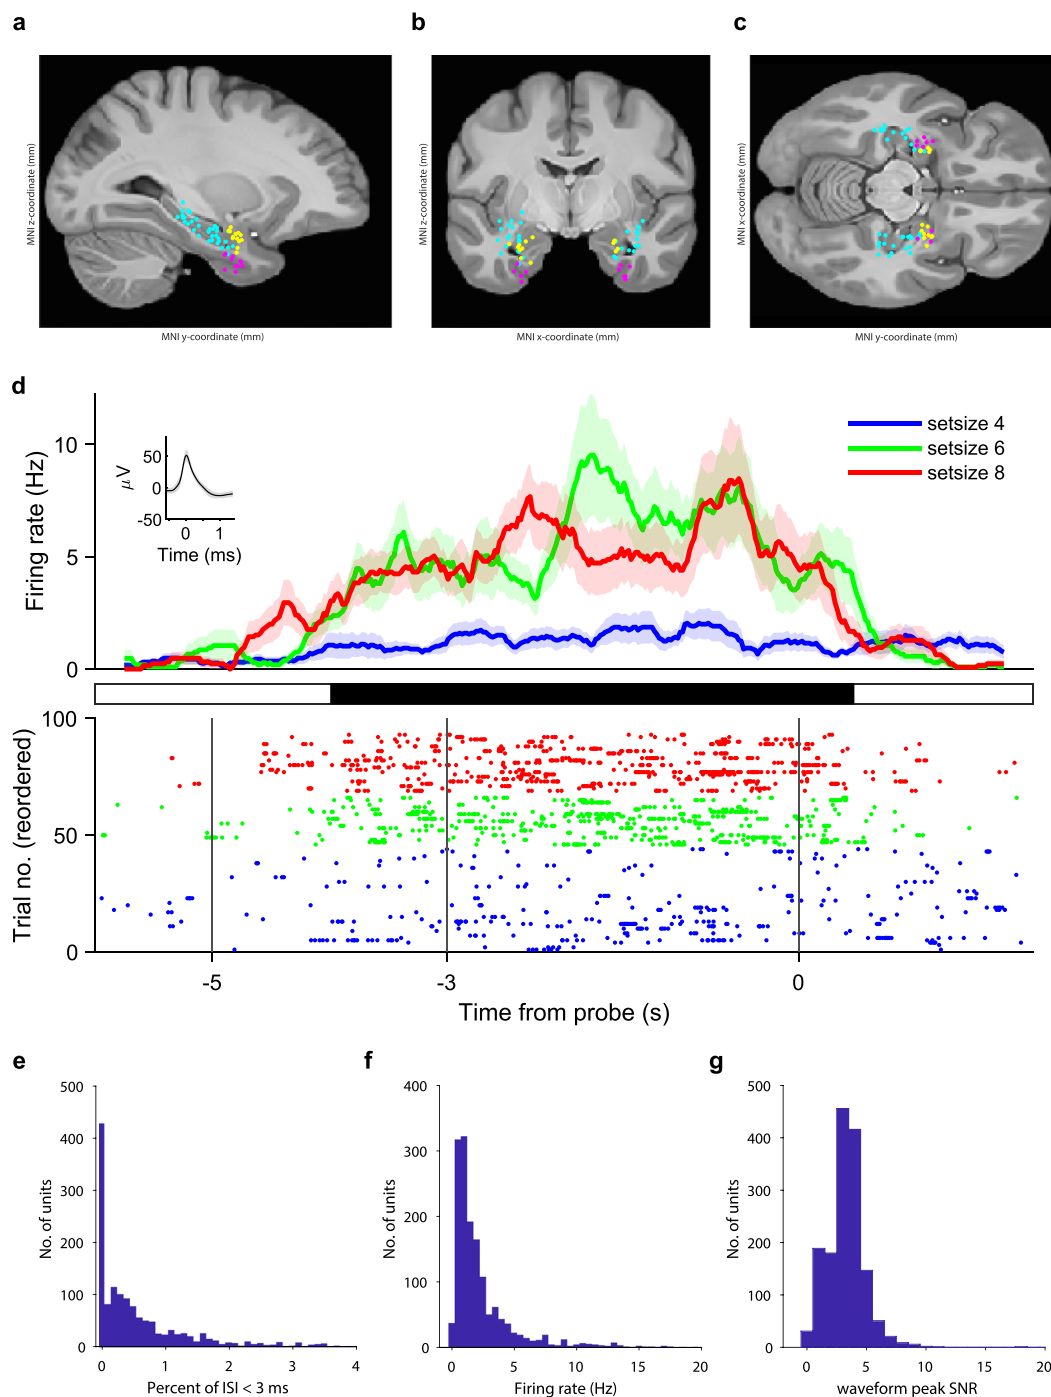 a
b
c
MNI z-coordinate (mm)
MNI y-coordinate (mm)
MNI z-coordinate (mm)
MNI x-coordinate (mm)
MNI x-coordinate (mm)
MNI y-coordinate (mm)
d
Firing rate (Hz)
10
5
0
µV
50
0
-50
0
1
Time (ms)
setsize 4
setsize 6
setsize 8
Trial no. (reordered)
100
50
0
-5
-3
0
Time from probe (s)
e
No. of units
500
400
300
200
100
0
0
1
2
3
4
Percent of ISI < 3 ms
f
No. of units
400
300
200
100
0
0
5
10
15
20
Firing rate (Hz)
g
No. of units
500
400
300
200
100
0
0
5
10
15
20
waveform peak SNR